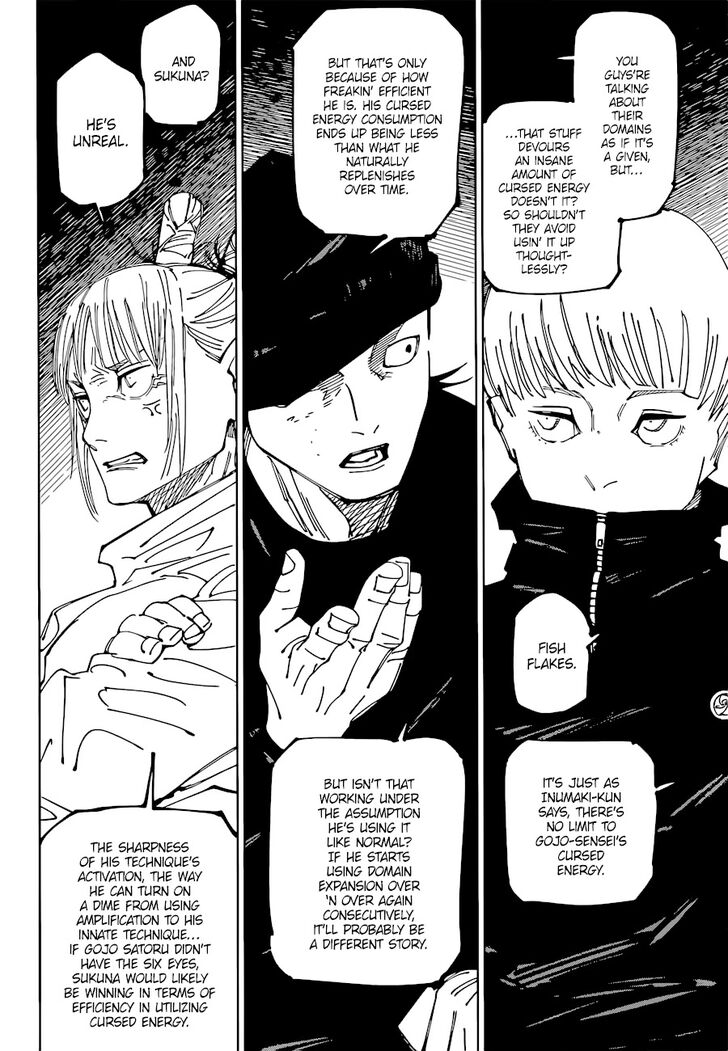 YOU
GUYS'RE
TALKING
ABOUT
THEIR
DOMAINS
AS IF IT'S
A GIVEN,
BUT...
...THAT STUFF
DEVOURS
AN INSANE
AMOUNT OF
CURSED ENERGY
DOESN'T IT?
SO SHOULDN'T
THEY AVOID
USIN' IT UP
THOUGHT-
LESSLY?
FISH
FLAKES.
IT'S JUST AS
INUMAKI-KUN
SAYS, THERE'S
NO LIMIT TO
GOJO-SENSEI'S
CURSED
ENERGY.
BUT THAT'S ONLY
BECAUSE OF HOW
FREAKIN' EFFICIENT
HE IS. HIS CURSED
ENERGY CONSUMPTION
ENDS UP BEING LESS
THAN WHAT HE
NATURALLY
REPLENISHES
OVER TIME.
BUT ISN'T THAT
WORKING UNDER
THE ASSUMPTION
HE'S USING IT
LIKE NORMAL?
IF HE STARTS
USING DOMAIN
EXPANSION OVER
'N OVER AGAIN
CONSECUTIVELY,
IT'LL PROBABLY BE
A DIFFERENT STORY.
AND
SUKUNA?
HE'S
UNREAL.
THE SHARPNESS
OF HIS TECHNIQUE'S
ACTIVATION, THE WAY
HE CAN TURN ON
A DIME FROM USING
AMPLIFICATION TO HIS
INNATE TECHNIQUE...
IF GOJO SATORU DIDN'T
HAVE THE SIX EYES,
SUKUNA WOULD LIKELY
BE WINNING IN TERMS OF
EFFICIENCY IN UTILIZING
CURSED ENERGY.